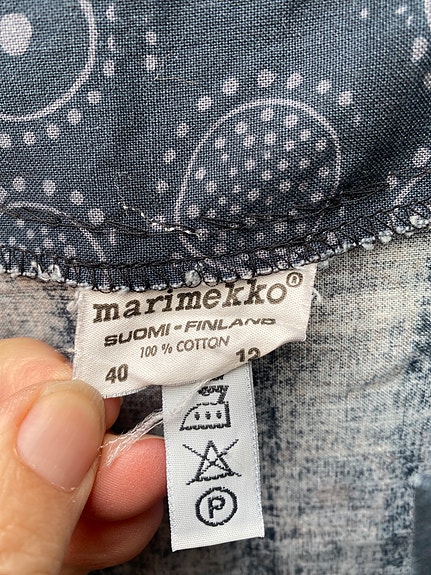 marimekko®
SUOMI-FINLAND
100 % COTTON
40 12
P